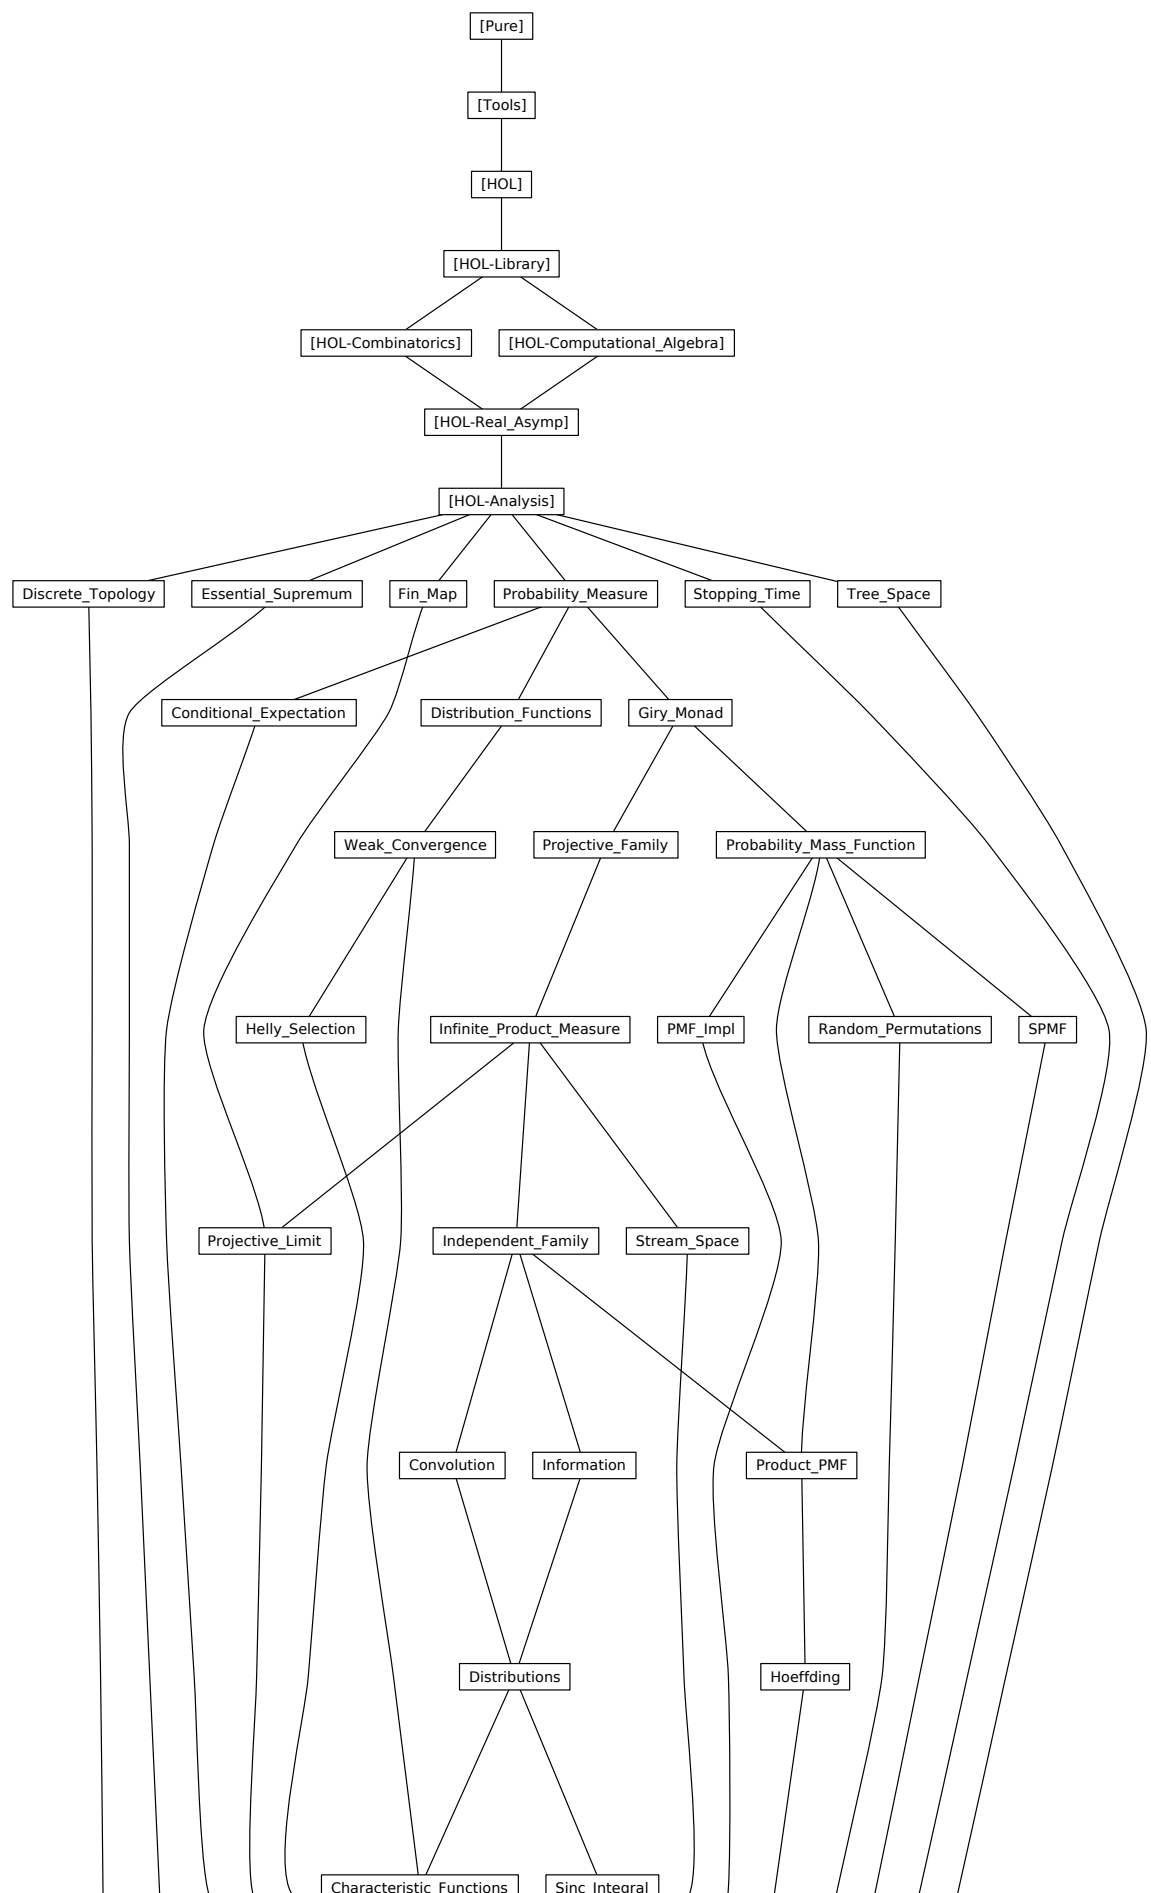 [Pure]
[Tools]
[HOL]
[HOL-Library]
[HOL-Combinatorics]
[HOL-Computational_Algebra]
[HOL-Real_Asymp]
[HOL-Analysis]
Discrete_Topology
Essential_Supremum
Fin_Map
Probability_Measure
Stopping_Time
Tree_Space
Conditional_Expectation
Distribution_Functions
Giry_Monad
Weak_Convergence
Projective_Family
Probability_Mass_Function
Helly_Selection
Infinite_Product_Measure
PMF_Impl
Random_Permutations
SPMF
Projective_Limit
Independent_Family
Stream_Space
Convolution
Information
Product_PMF
Distributions
Hoeffding
Characteristic_Functions
Sinc_Integral